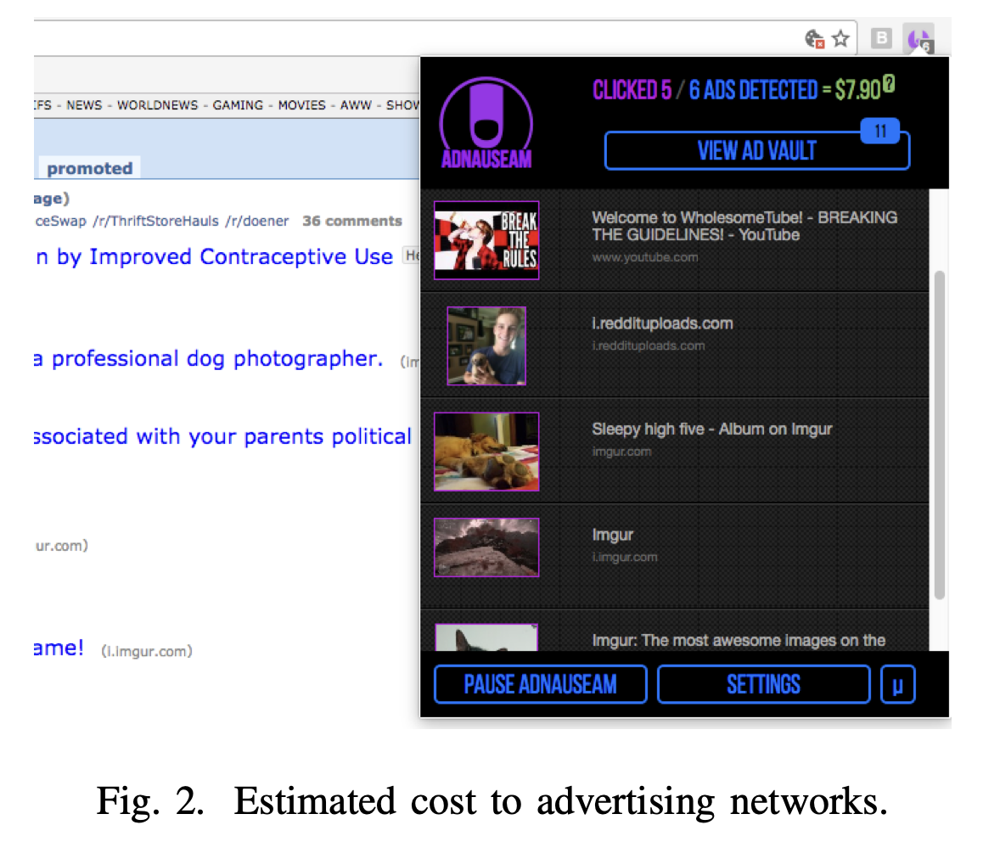 B
6
IFS - NEWS - WORLDNEWS - GAMING - MOVIES - AWW - SHOW
promoted
age)
ceSwap /r/ThriftStoreHauls /r/doener 36 comments
n by Improved Contraceptive Use He
a professional dog photographer. (im
ssociated with your parents political
ur.com)
ame! (i.imgur.com)
ADNAUSEAM
CLICKED 5 / 6 ADS DETECTED = $7.90 ?
11
VIEW AD VAULT
BREAK
THE
RULES
Welcome to WholesomeTube! - BREAKING
THE GUIDELINES! - YouTube
www.youtube.com
i.reddituploads.com
i.reddituploads.com
Sleepy high five - Album on Imgur
imgur.com
Imgur
i.imgur.com
Imgur: The most awesome images on the
PAUSE ADNAUSEAM
SETTINGS
µ
Fig. 2. Estimated cost to advertising networks.